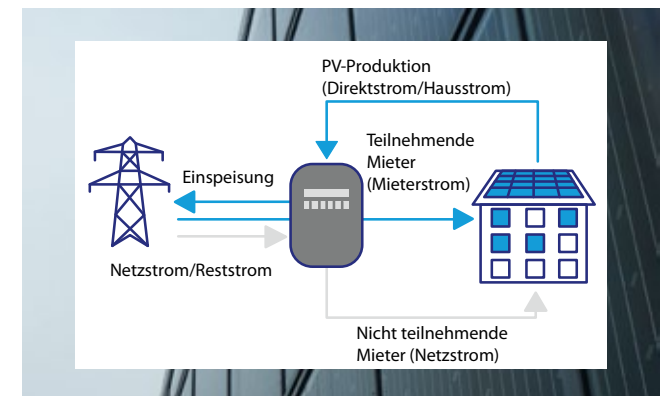 PV-Produktion
(Direktstrom/Hausstrom)
Teilnehmende
Mieter
(Mieterstrom)
Einspeisung
Netzstrom/Reststrom
Nicht teilnehmende
Mieter (Netzstrom)